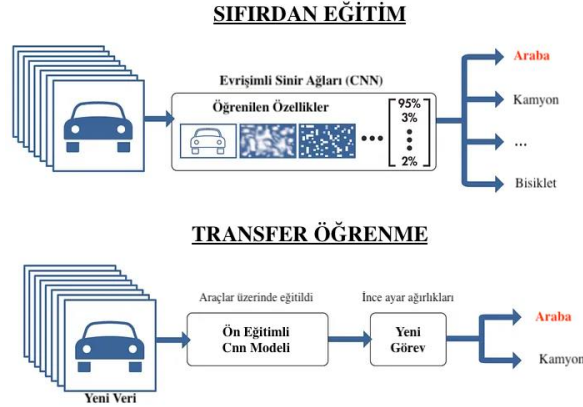 SIFIRDAN EĞİTİM
Evrişimli Sinir Ağları (CNN)
Öğrenilen Özellikler
95%
3%
2%
Araba
Kamyon
...
Bisiklet
TRANSFER ÖĞRENME
Araçlar üzerinde eğitildi
İnce ayar ağırlıkları
Ön Eğitimli
Cnn Modeli
Yeni
Görev
Araba
Kamyon
Yeni Veri